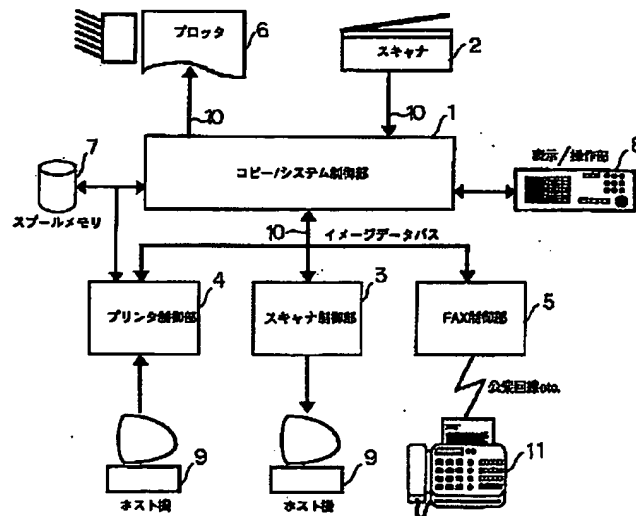 プロッタ 6
スキャナ 2
10
10
1
7
コピー/システム制御部
表示/操作部 8
スプールメモリ
10 イメージデータバス
4
プリンタ制御部
3
スキャナ制御部
5
FAX制御部
公衆回線etc.
9
ホスト機
9
ホスト機
11